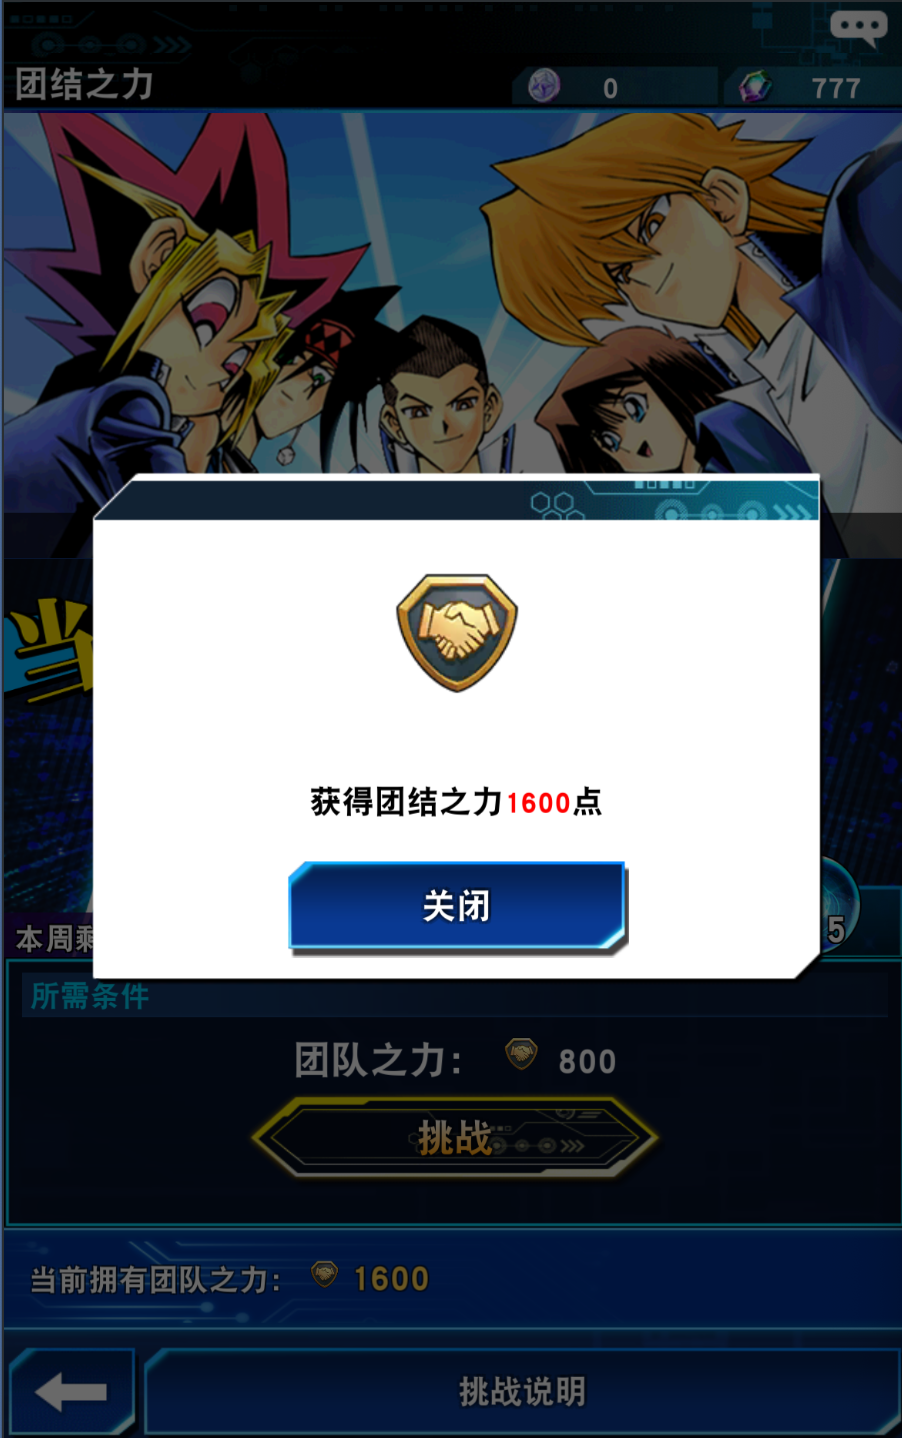 团结之力
0
777
当
获得团结之力1600点
关闭
本周剩
5
所需条件
团队之力:
800
挑战
当前拥有团队之力:
1600
挑战说明